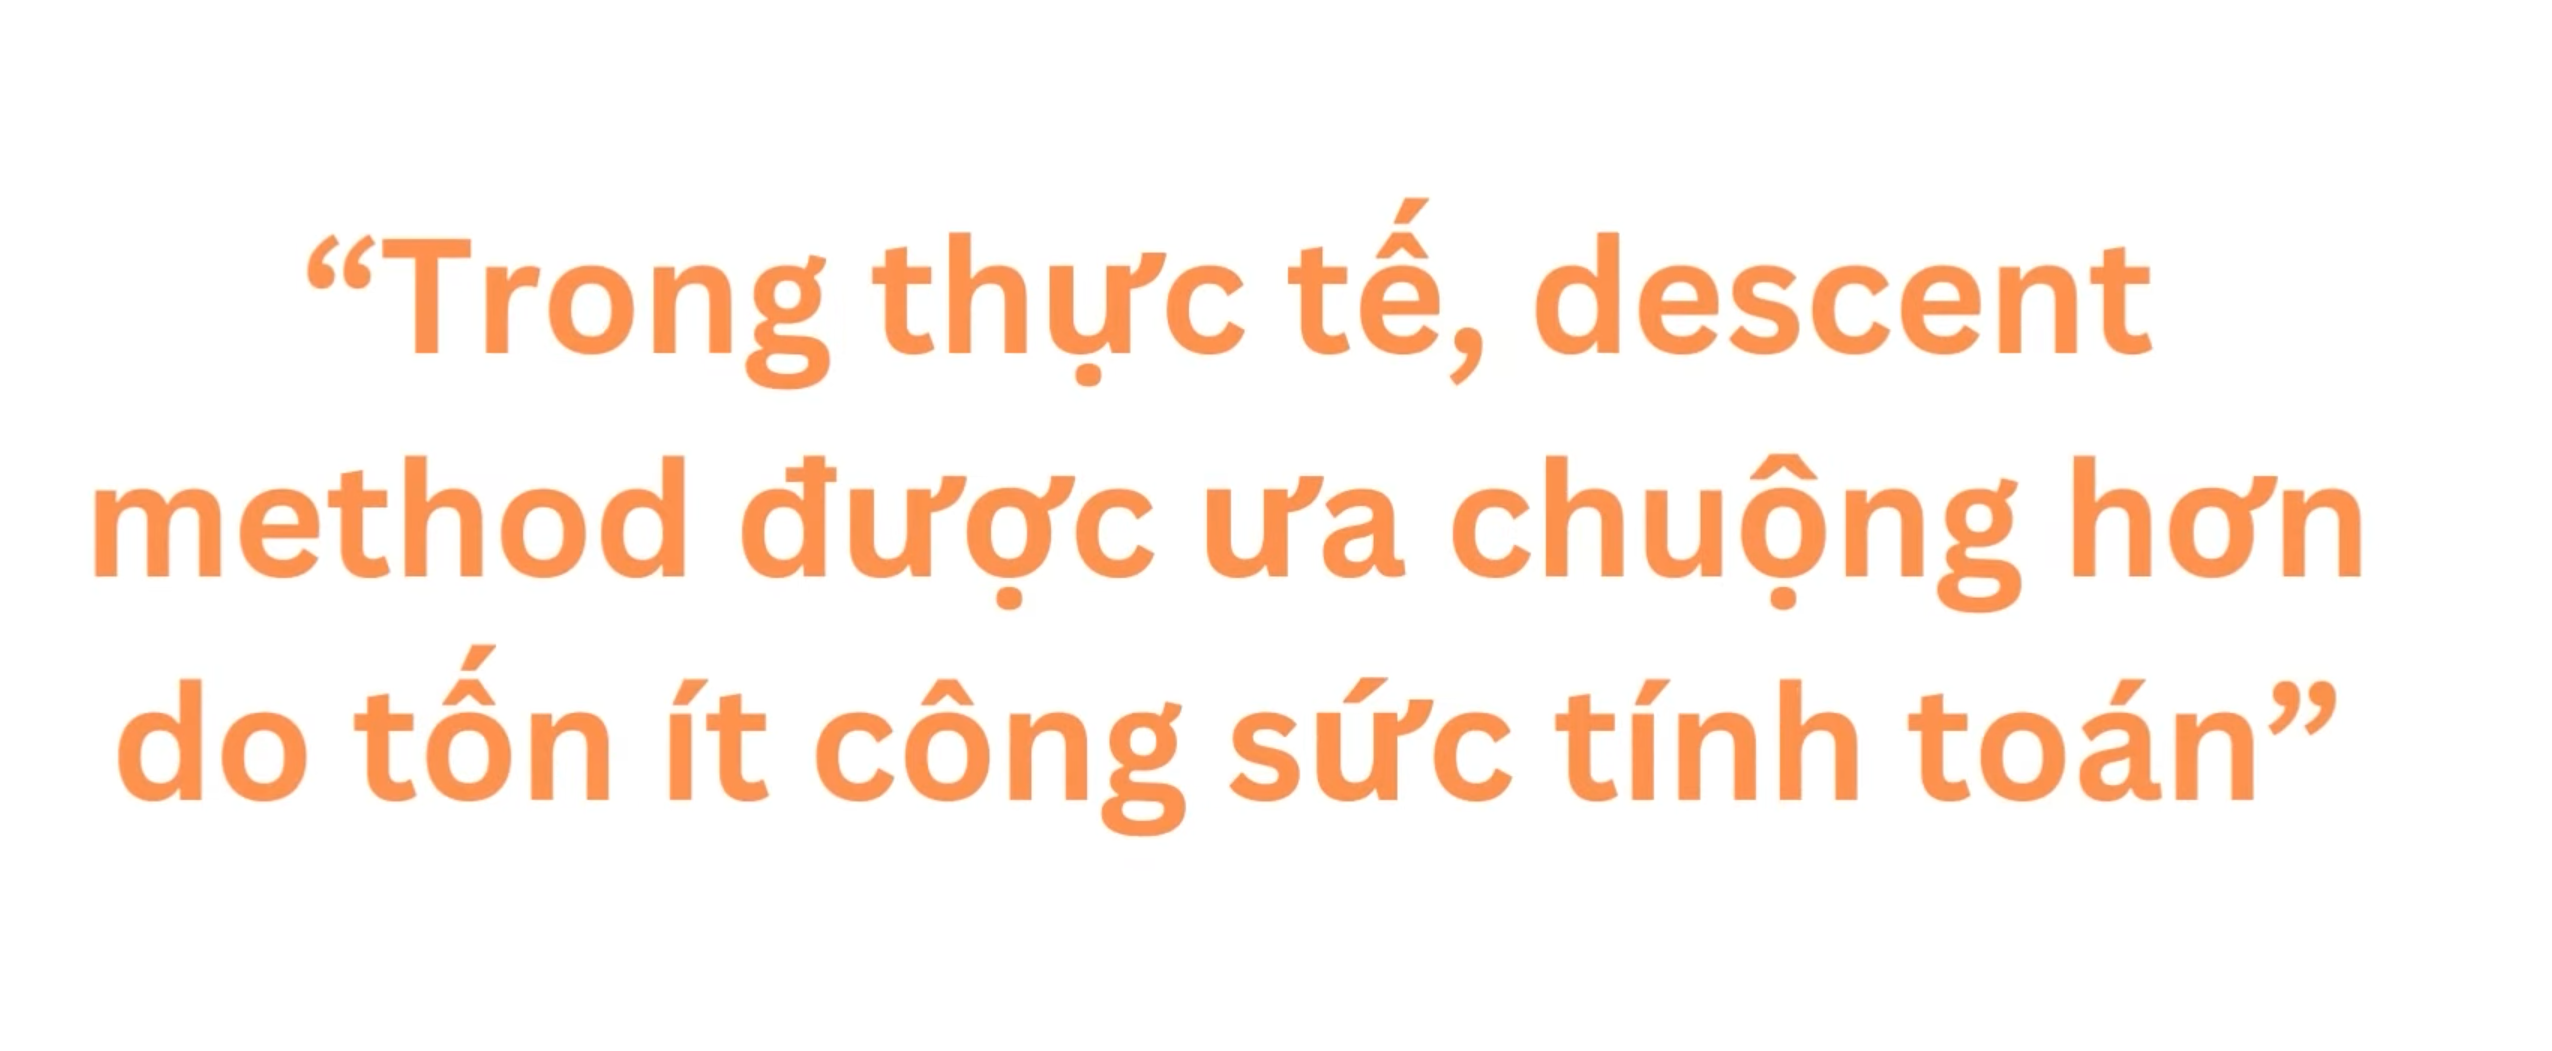 “Trong thực tế, descent
method được ưa chuộng hơn
do tốn ít công sức tính toán”